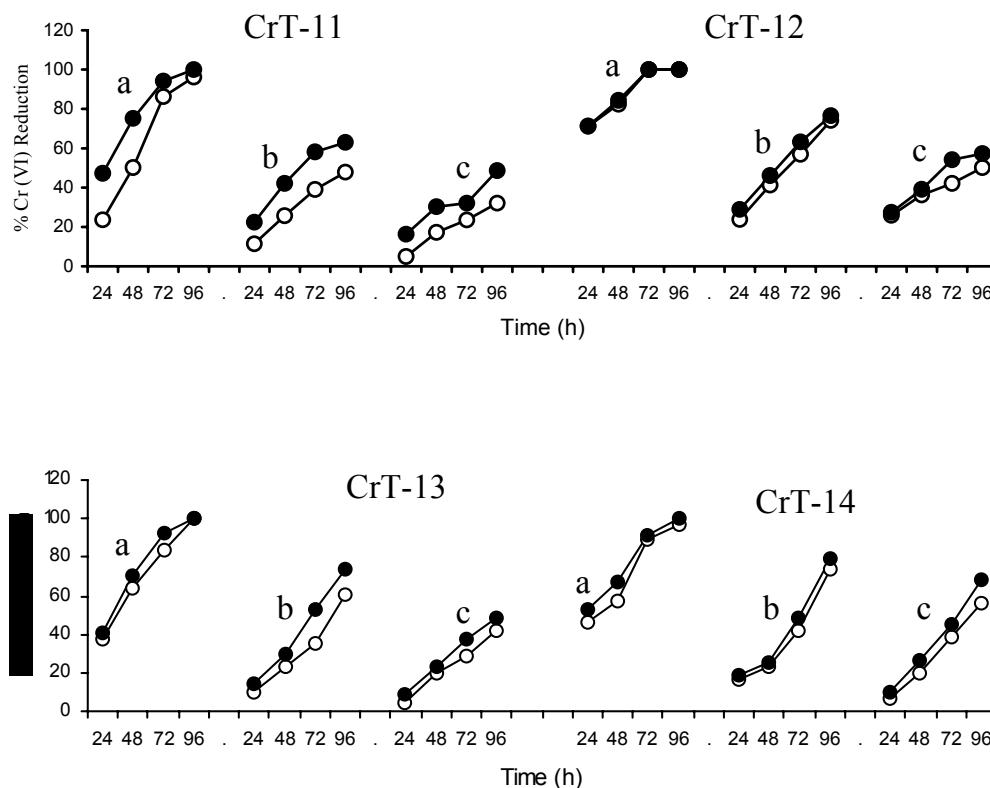 CrT-11 CrT-12
120
100
80
60
40
20
0
% Cr (VI) Reduction
a b c a b c
24 48 72 96 . 24 48 72 96 . 24 48 72 96 24 48 72 96 . 24 48 72 96 . 24 48 72 96
Time (h)
CrT-13 CrT-14
120
100
80
60
40
20
0
a b c a b c
24 48 72 96 . 24 48 72 96 . 24 48 72 96 24 48 72 96 . 24 48 72 96 . 24 48 72 96
Time (h)